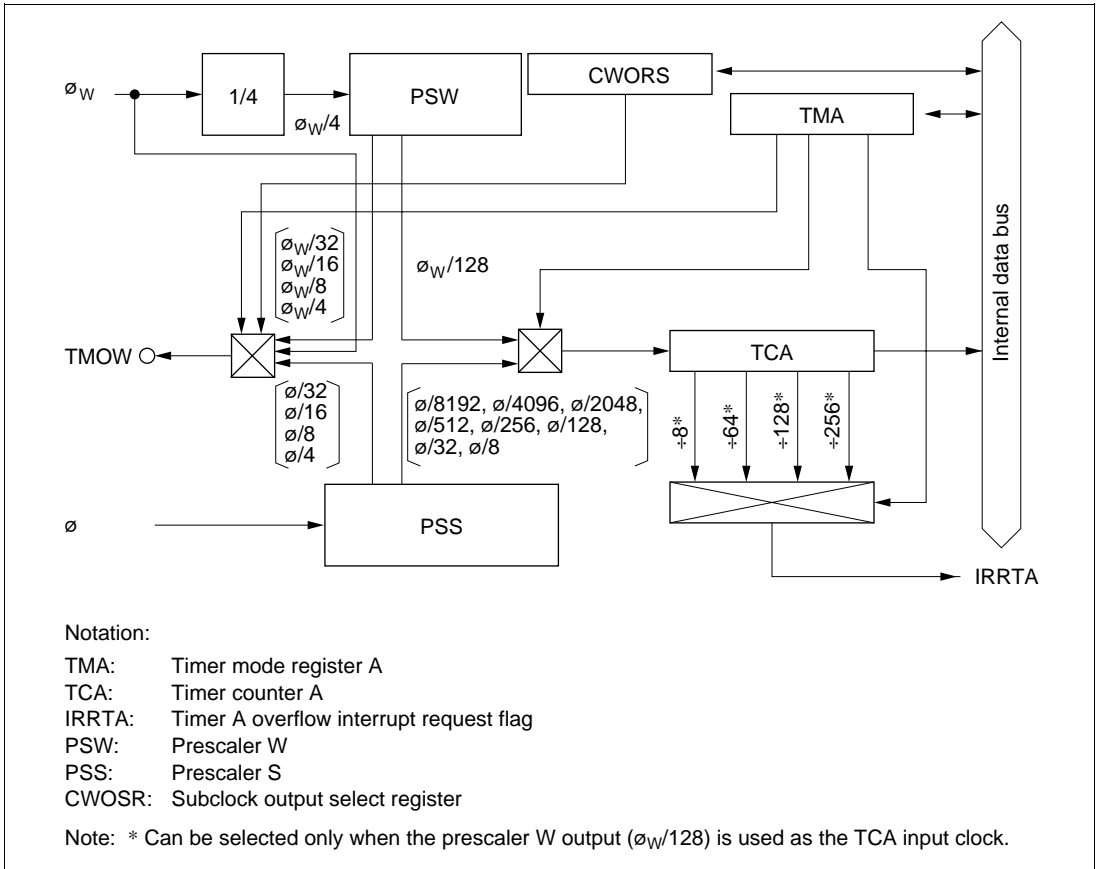 øW
1/4
øW/4
PSW
CWORS
TMA
Internal data bus
øW/32
øW/16
øW/8
øW/4
øW/128
TMOW
TCA
ø/32
ø/16
ø/8
ø/4
ø/8192, ø/4096, ø/2048,
ø/512, ø/256, ø/128,
ø/32, ø/8
÷8*
÷64*
÷128*
÷256*
ø
PSS
IRRTA
Notation:
TMA: Timer mode register A
TCA: Timer counter A
IRRTA: Timer A overflow interrupt request flag
PSW: Prescaler W
PSS: Prescaler S
CWOSR: Subclock output select register
Note: * Can be selected only when the prescaler W output (øW/128) is used as the TCA input clock.